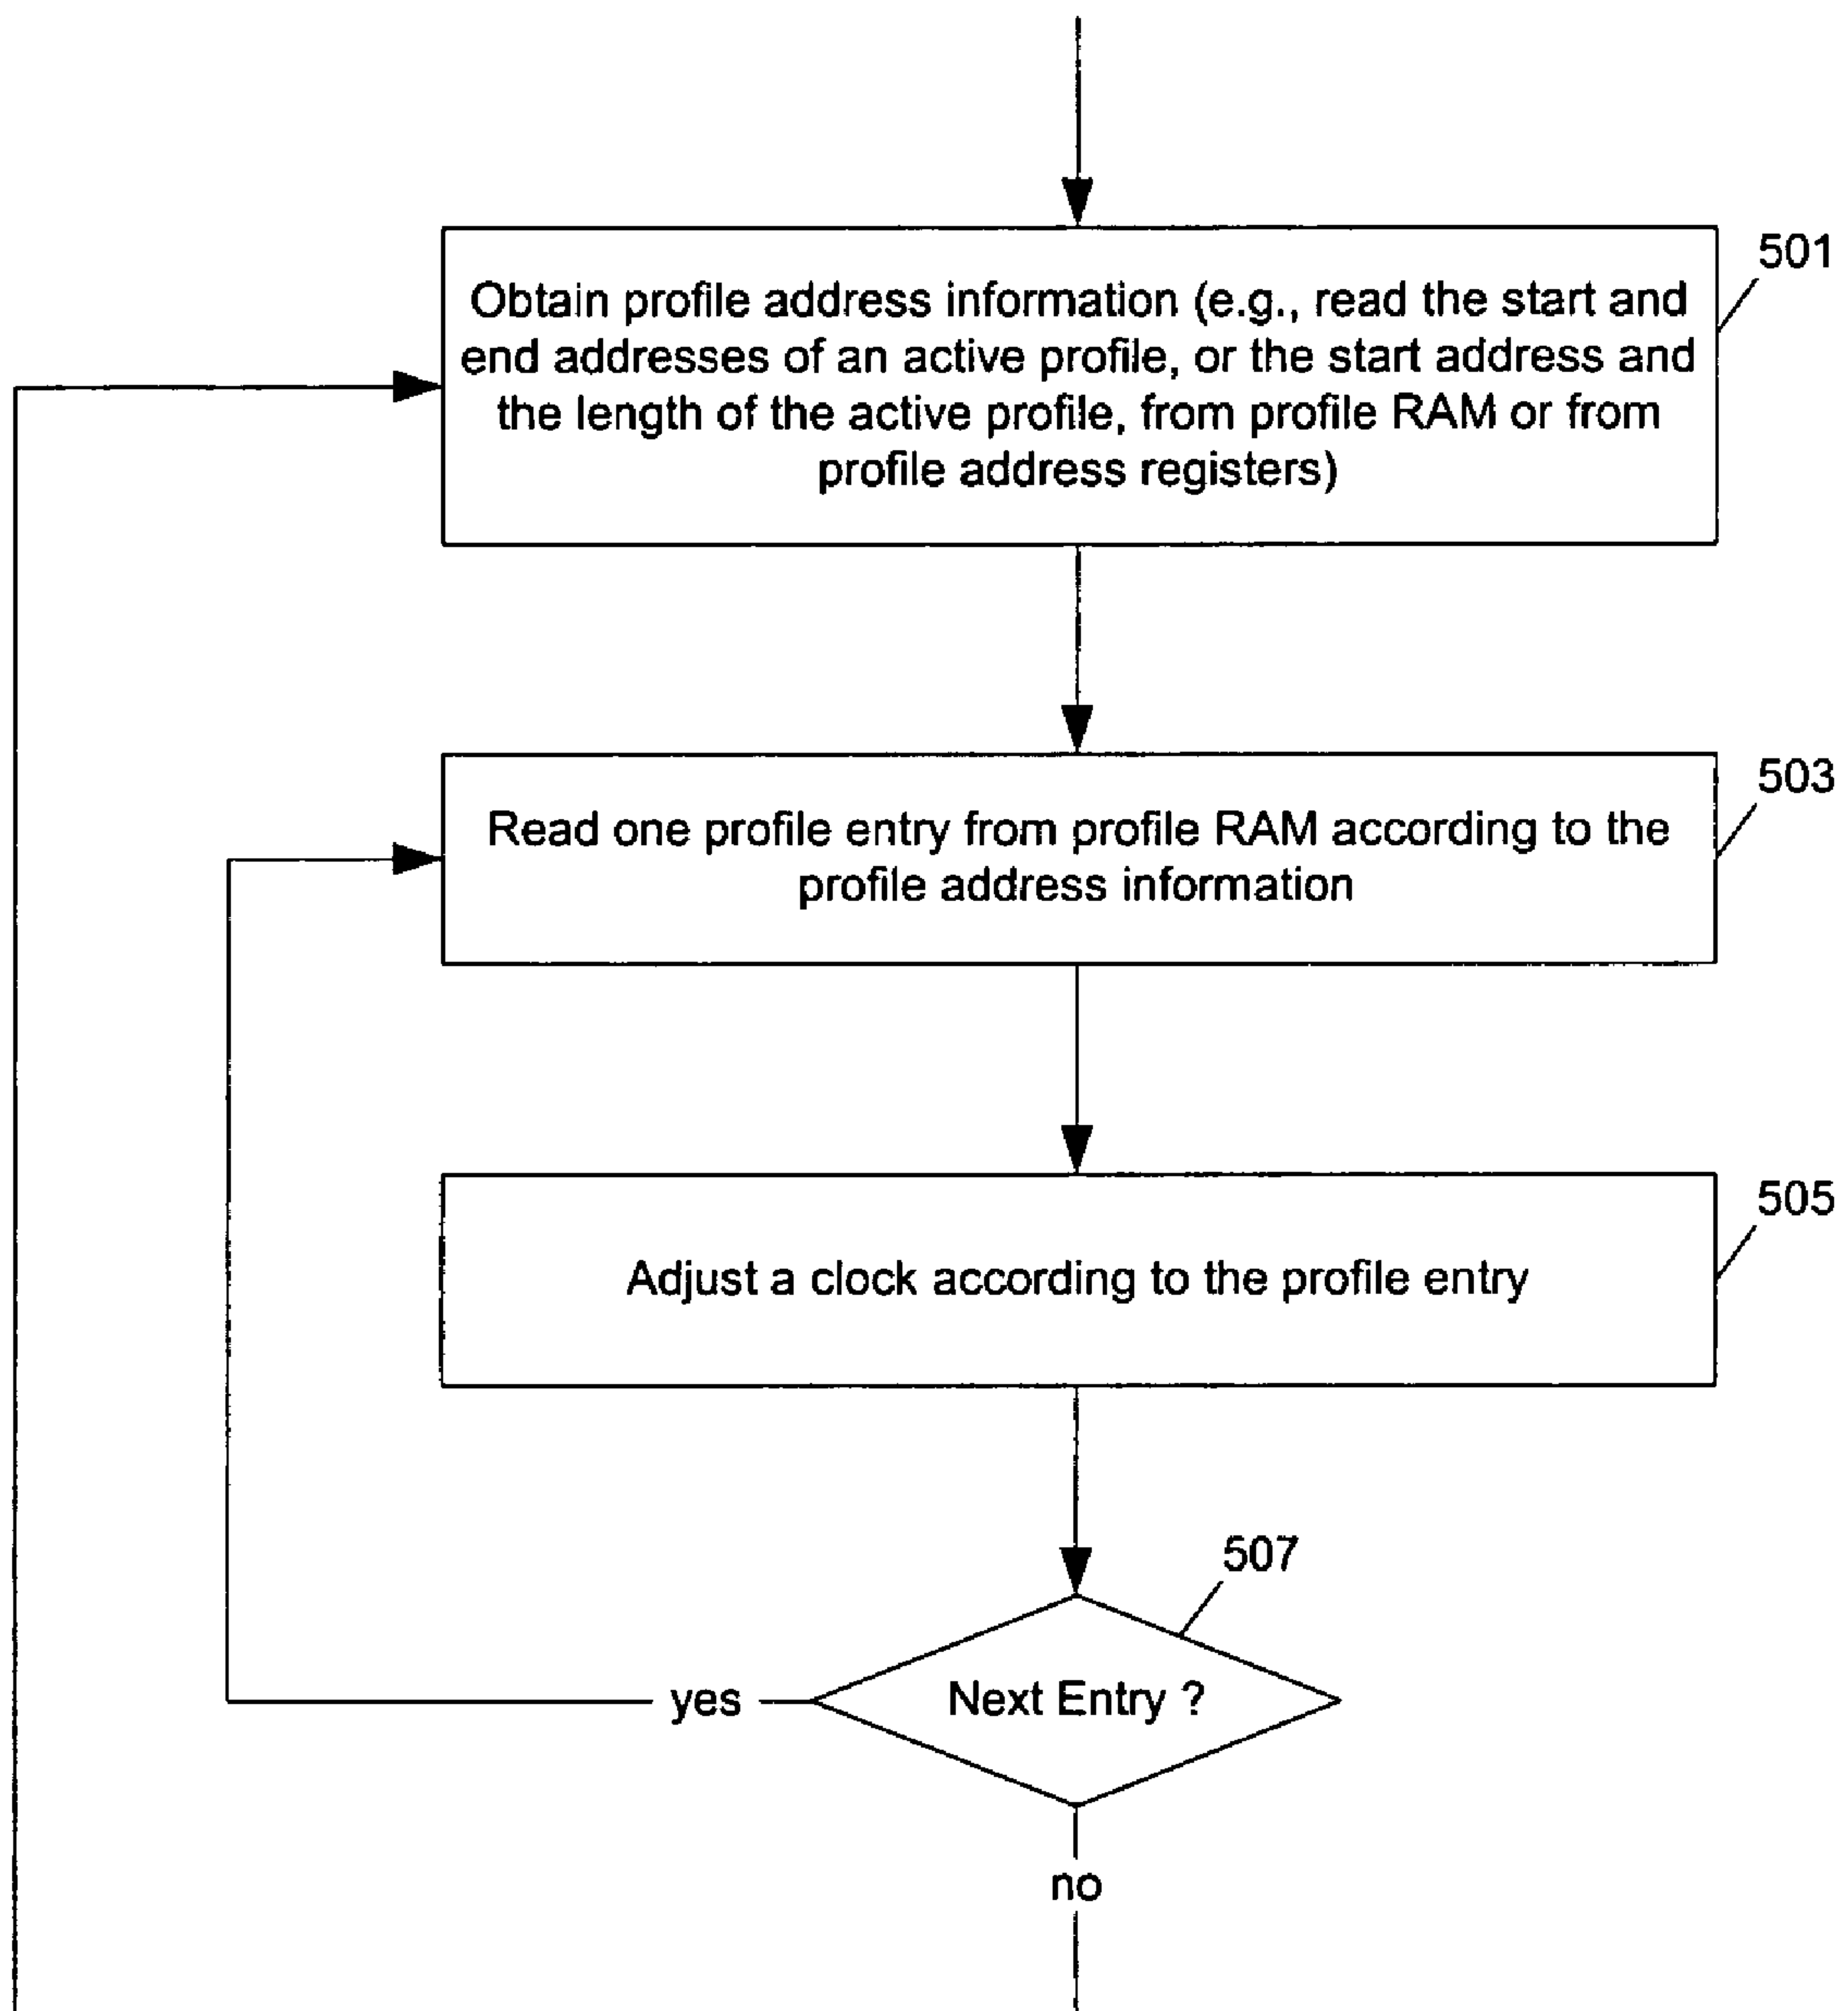 501
Obtain profile address information (e.g., read the start and
end addresses of an active profile, or the start address and
the length of the active profile, from profile RAM or from
profile address registers)
503
Read one profile entry from profile RAM according to the
profile address information
505
Adjust a clock according to the profile entry
507
Next Entry ?
yes
no